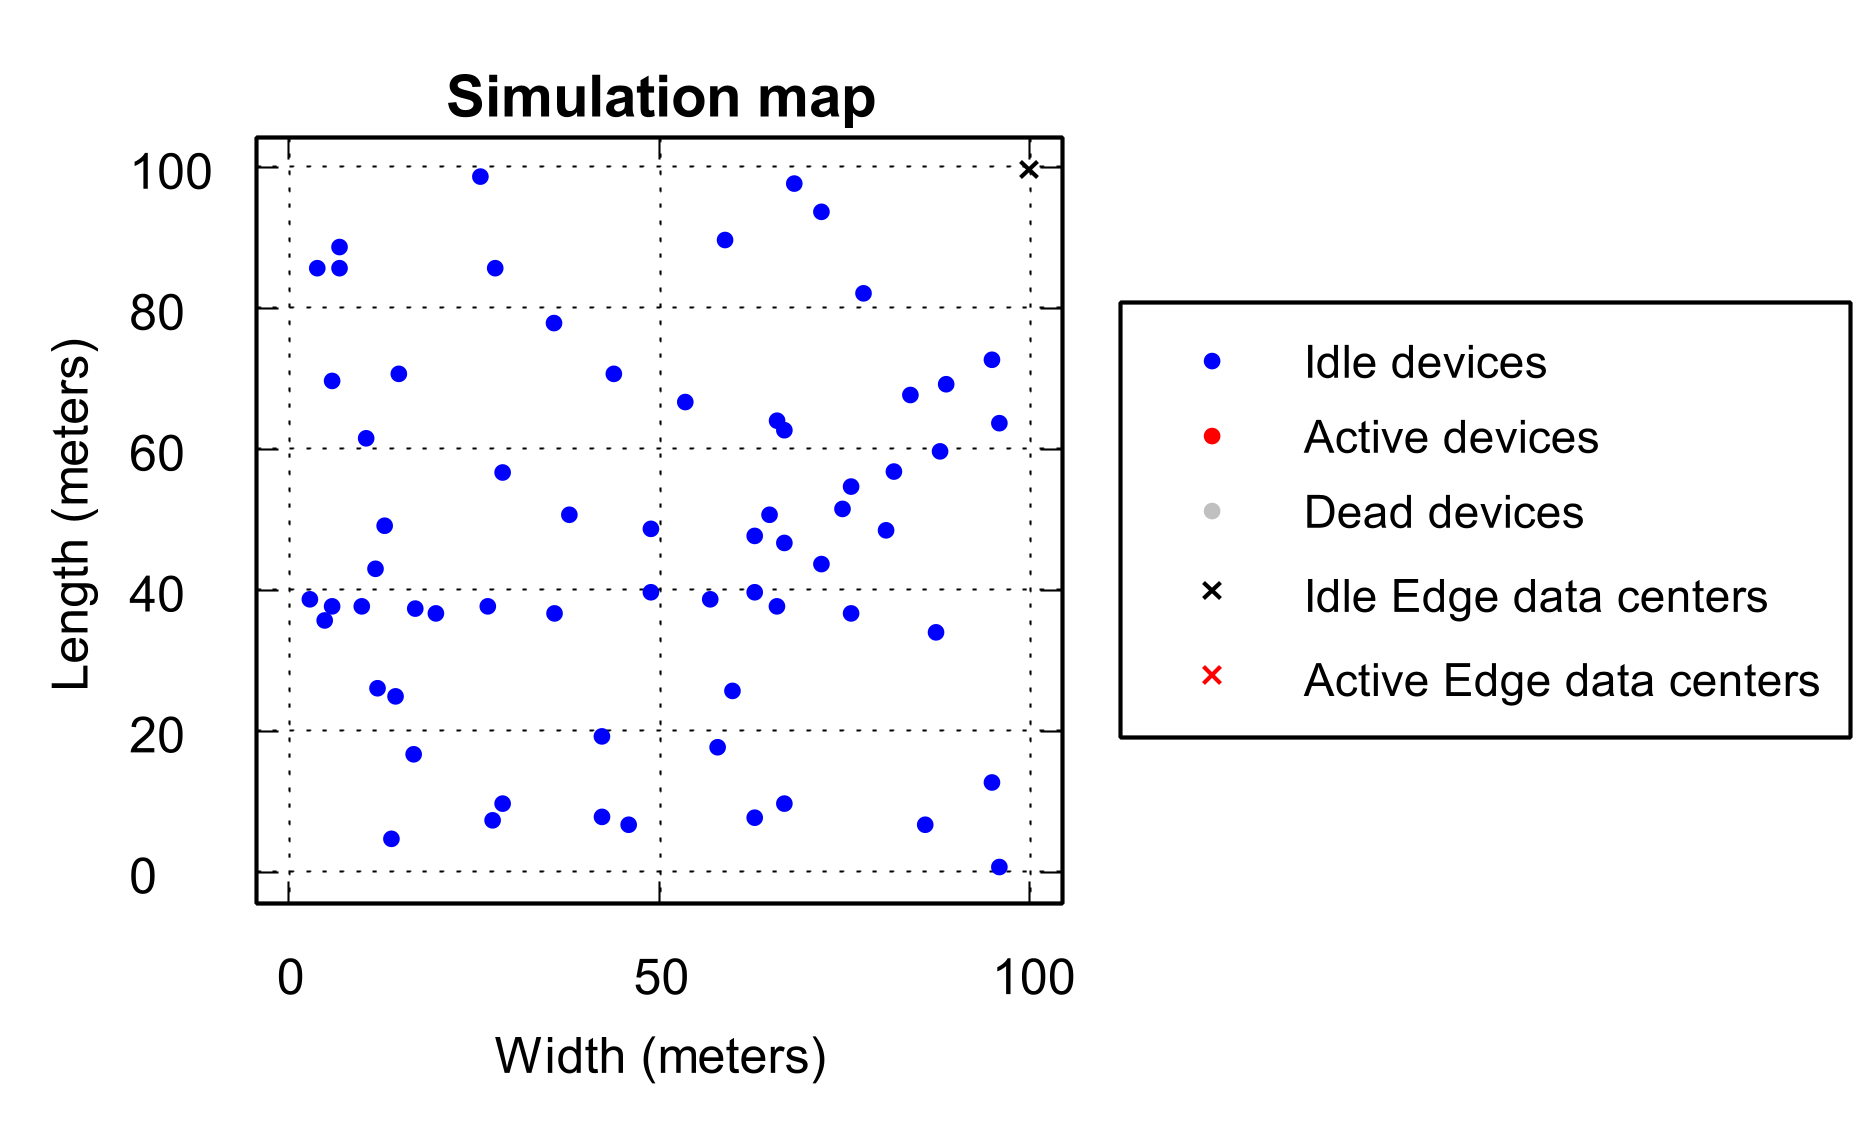 Simulation map
100
80
60
40
20
0
Length (meters)
0 50 100
Width (meters)
Idle devices
Active devices
Dead devices
Idle Edge data centers
Active Edge data centers